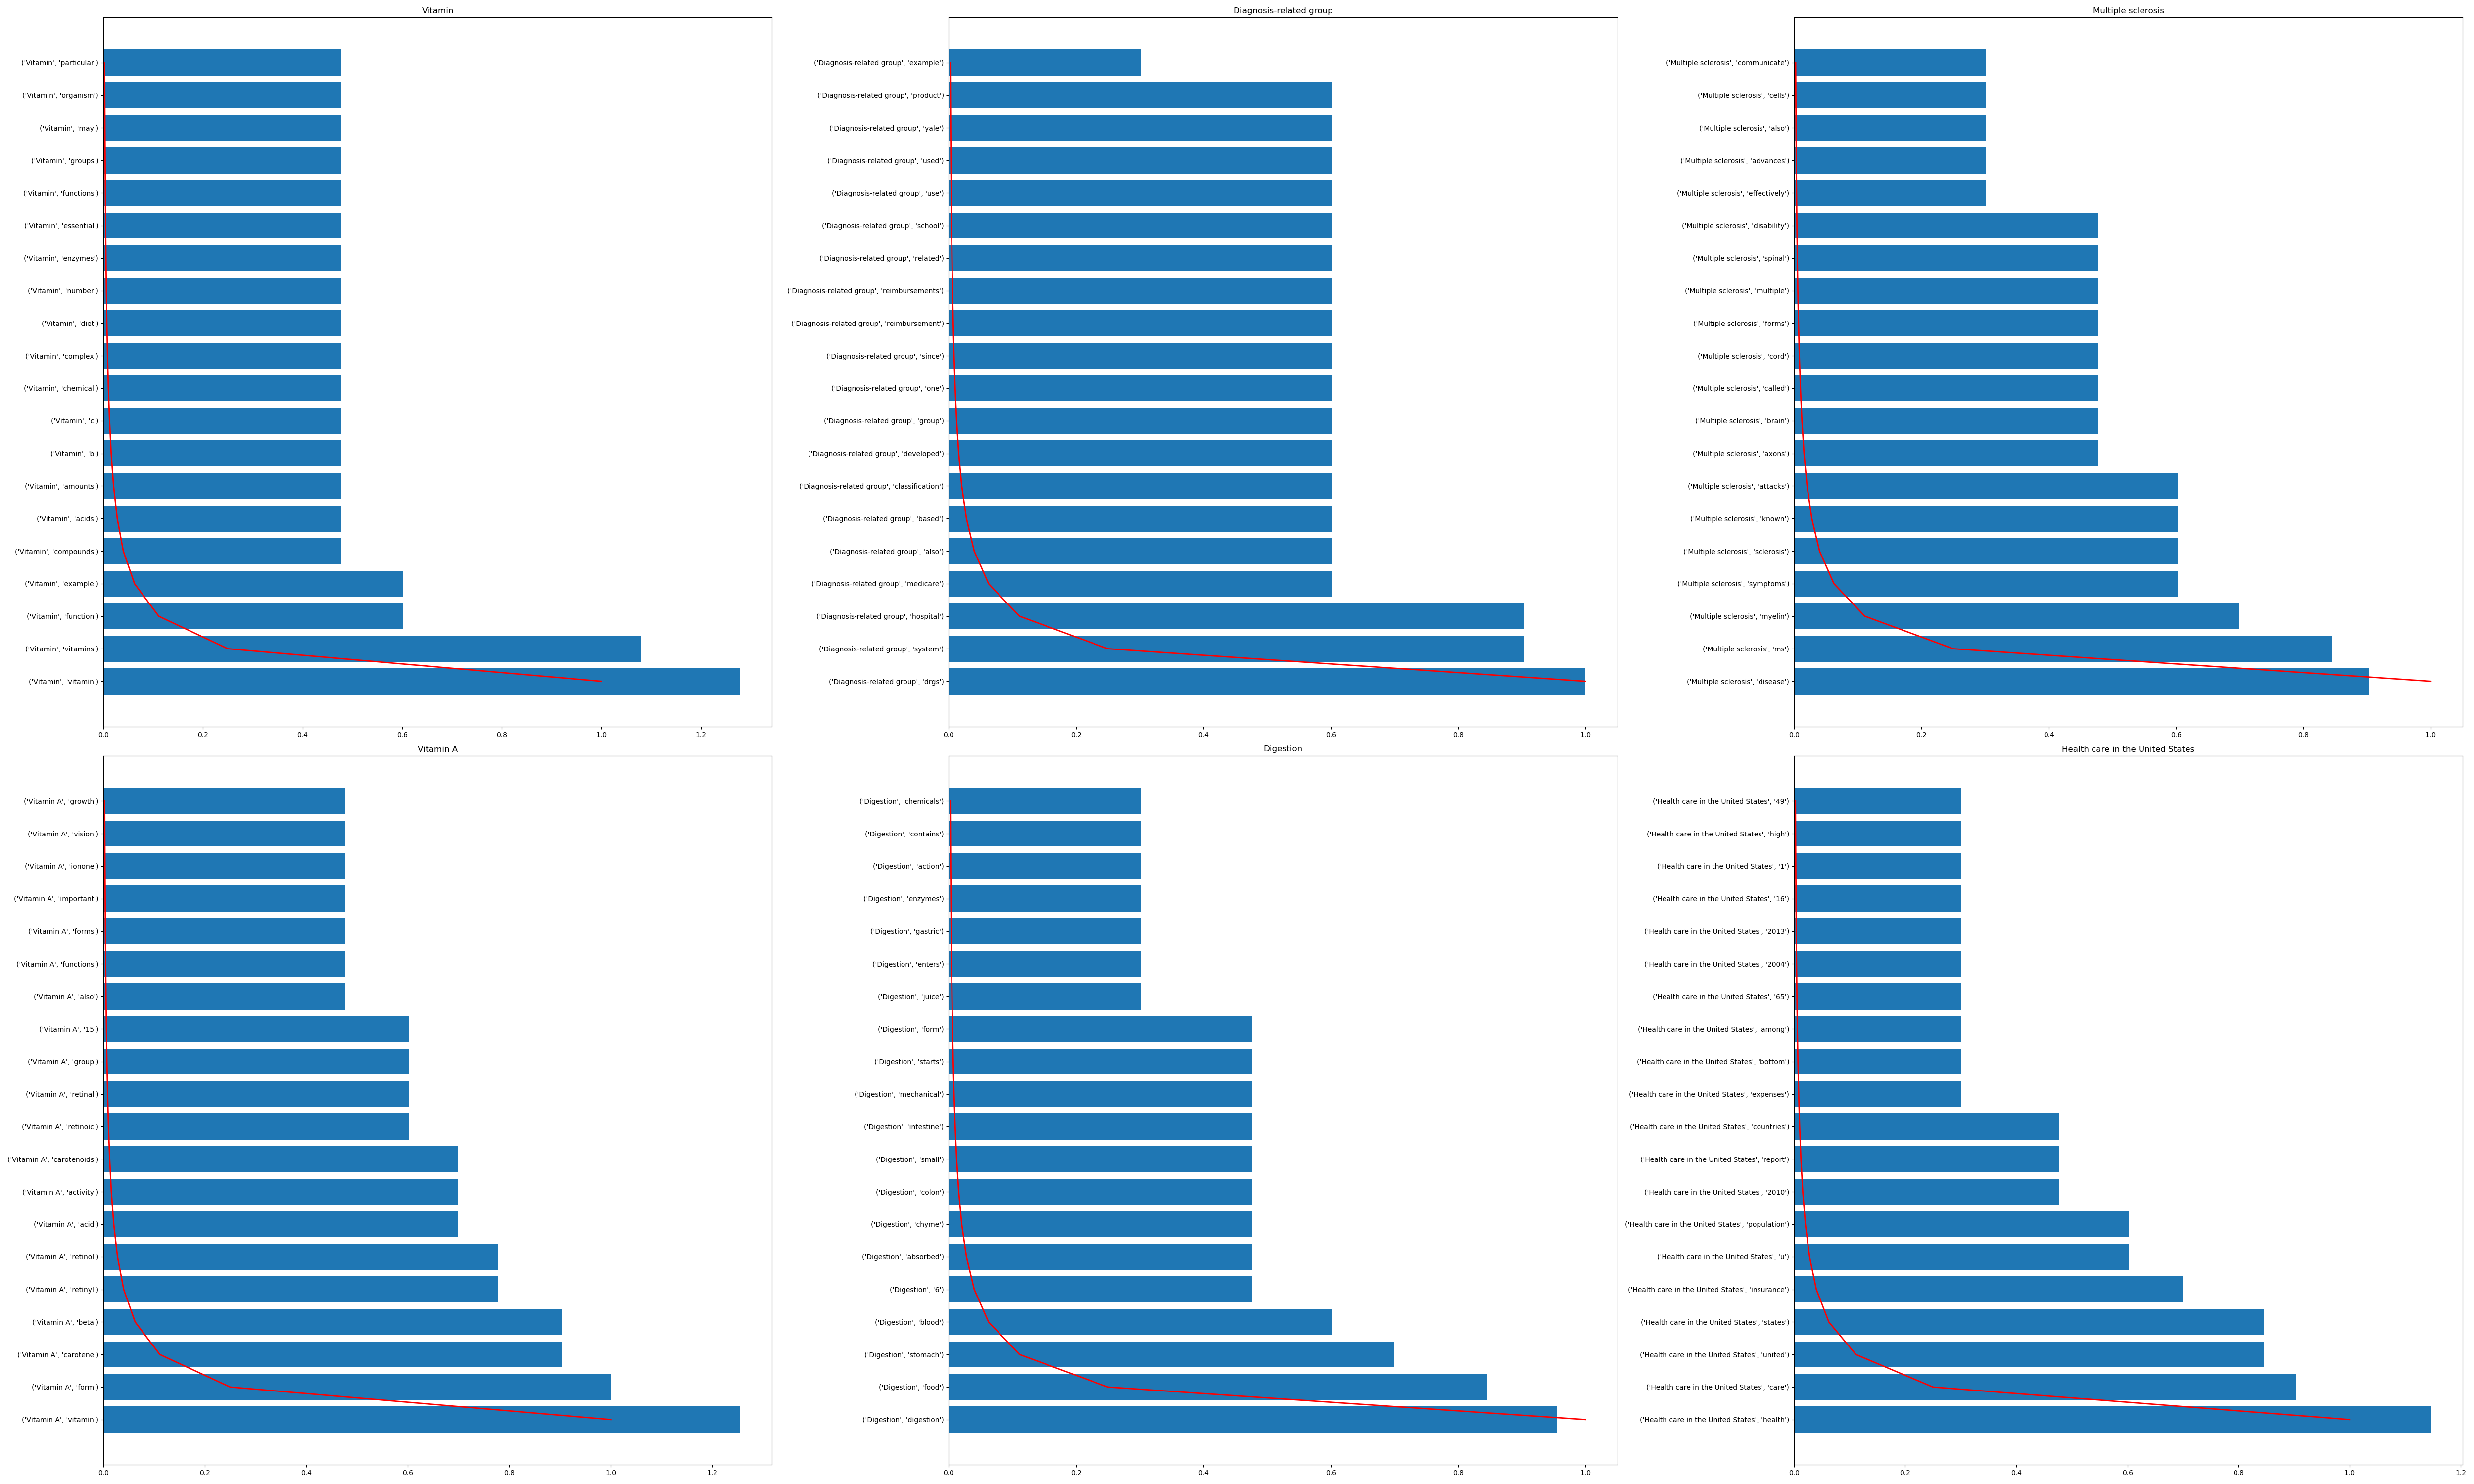 Vitamin
('Vitamin', 'particular')
('Vitamin', 'organism')
('Vitamin', 'may')
('Vitamin', 'groups')
('Vitamin', 'functions')
('Vitamin', 'essential')
('Vitamin', 'enzymes')
('Vitamin', 'number')
('Vitamin', 'diet')
('Vitamin', 'complex')
('Vitamin', 'chemical')
('Vitamin', 'c')
('Vitamin', 'b')
('Vitamin', 'amounts')
('Vitamin', 'acids')
('Vitamin', 'compounds')
('Vitamin', 'example')
('Vitamin', 'function')
('Vitamin', 'vitamins')
('Vitamin', 'vitamin')
0.0 0.2 0.4 0.6 0.8 1.0 1.2
Diagnosis-related group
('Diagnosis-related group', 'example')
('Diagnosis-related group', 'product')
('Diagnosis-related group', 'yale')
('Diagnosis-related group', 'used')
('Diagnosis-related group', 'use')
('Diagnosis-related group', 'school')
('Diagnosis-related group', 'related')
('Diagnosis-related group', 'reimbursements')
('Diagnosis-related group', 'reimbursement')
('Diagnosis-related group', 'since')
('Diagnosis-related group', 'one')
('Diagnosis-related group', 'group')
('Diagnosis-related group', 'developed')
('Diagnosis-related group', 'classification')
('Diagnosis-related group', 'based')
('Diagnosis-related group', 'also')
('Diagnosis-related group', 'medicare')
('Diagnosis-related group', 'hospital')
('Diagnosis-related group', 'system')
('Diagnosis-related group', 'drgs')
0.0 0.2 0.4 0.6 0.8 1.0
Multiple sclerosis
('Multiple sclerosis', 'communicate')
('Multiple sclerosis', 'cells')
('Multiple sclerosis', 'also')
('Multiple sclerosis', 'advances')
('Multiple sclerosis', 'effectively')
('Multiple sclerosis', 'disability')
('Multiple sclerosis', 'spinal')
('Multiple sclerosis', 'multiple')
('Multiple sclerosis', 'forms')
('Multiple sclerosis', 'cord')
('Multiple sclerosis', 'called')
('Multiple sclerosis', 'brain')
('Multiple sclerosis', 'axons')
('Multiple sclerosis', 'attacks')
('Multiple sclerosis', 'known')
('Multiple sclerosis', 'sclerosis')
('Multiple sclerosis', 'symptoms')
('Multiple sclerosis', 'myelin')
('Multiple sclerosis', 'ms')
('Multiple sclerosis', 'disease')
0.0 0.2 0.4 0.6 0.8 1.0
Vitamin A
('Vitamin A', 'growth')
('Vitamin A', 'vision')
('Vitamin A', 'ionone')
('Vitamin A', 'important')
('Vitamin A', 'forms')
('Vitamin A', 'functions')
('Vitamin A', 'also')
('Vitamin A', '15')
('Vitamin A', 'group')
('Vitamin A', 'retinal')
('Vitamin A', 'retinoic')
('Vitamin A', 'carotenoids')
('Vitamin A', 'activity')
('Vitamin A', 'acid')
('Vitamin A', 'retinol')
('Vitamin A', 'retinyl')
('Vitamin A', 'beta')
('Vitamin A', 'carotene')
('Vitamin A', 'form')
('Vitamin A', 'vitamin')
0.0 0.2 0.4 0.6 0.8 1.0 1.2
Digestion
('Digestion', 'chemicals')
('Digestion', 'contains')
('Digestion', 'action')
('Digestion', 'enzymes')
('Digestion', 'gastric')
('Digestion', 'enters')
('Digestion', 'juice')
('Digestion', 'form')
('Digestion', 'starts')
('Digestion', 'mechanical')
('Digestion', 'intestine')
('Digestion', 'small')
('Digestion', 'colon')
('Digestion', 'chyme')
('Digestion', 'absorbed')
('Digestion', '6')
('Digestion', 'blood')
('Digestion', 'stomach')
('Digestion', 'food')
('Digestion', 'digestion')
0.0 0.2 0.4 0.6 0.8 1.0
Health care in the United States
('Health care in the United States', '49')
('Health care in the United States', 'high')
('Health care in the United States', '1')
('Health care in the United States', '16')
('Health care in the United States', '2013')
('Health care in the United States', '2004')
('Health care in the United States', '65')
('Health care in the United States', 'among')
('Health care in the United States', 'bottom')
('Health care in the United States', 'expenses')
('Health care in the United States', 'countries')
('Health care in the United States', 'report')
('Health care in the United States', '2010')
('Health care in the United States', 'population')
('Health care in the United States', 'u')
('Health care in the United States', 'insurance')
('Health care in the United States', 'states')
('Health care in the United States', 'united')
('Health care in the United States', 'care')
('Health care in the United States', 'health')
0.0 0.2 0.4 0.6 0.8 1.0 1.2